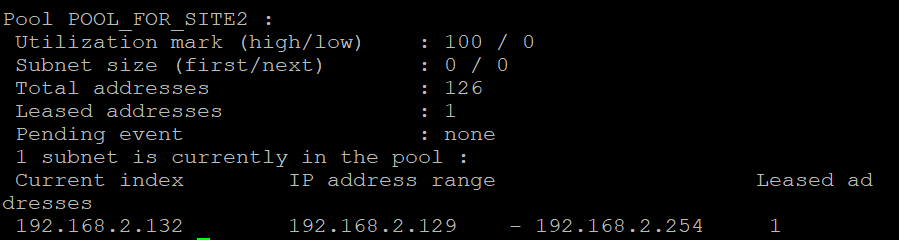 Pool POOL_FOR_SITE2 :
 Utilization mark (high/low)    : 100 / 0
 Subnet size (first/next)       : 0 / 0
 Total addresses                : 126
 Leased addresses               : 1
 Pending event                  : none
 1 subnet is currently in the pool :
 Current index        IP address range                    Leased ad
dresses
 192.168.2.132        192.168.2.129    - 192.168.2.254     1